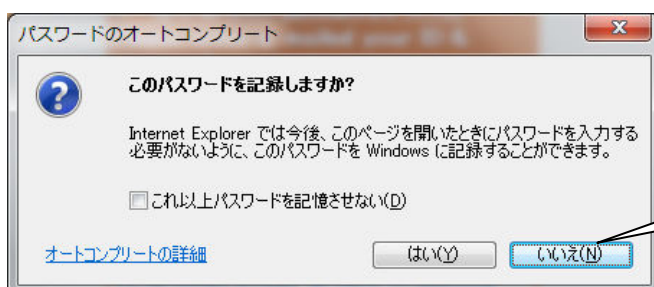 パスワードのオートコンプリート
このパスワードを記録しますか?
Internet Explorer では今後、このページを開いたときにパスワードを入力する
必要がないように、このパスワードを Windows に記録することができます。
これ以上パスワードを記憶させない(D)
オートコンプリートの詳細
はい(Y)
いいえ(N)